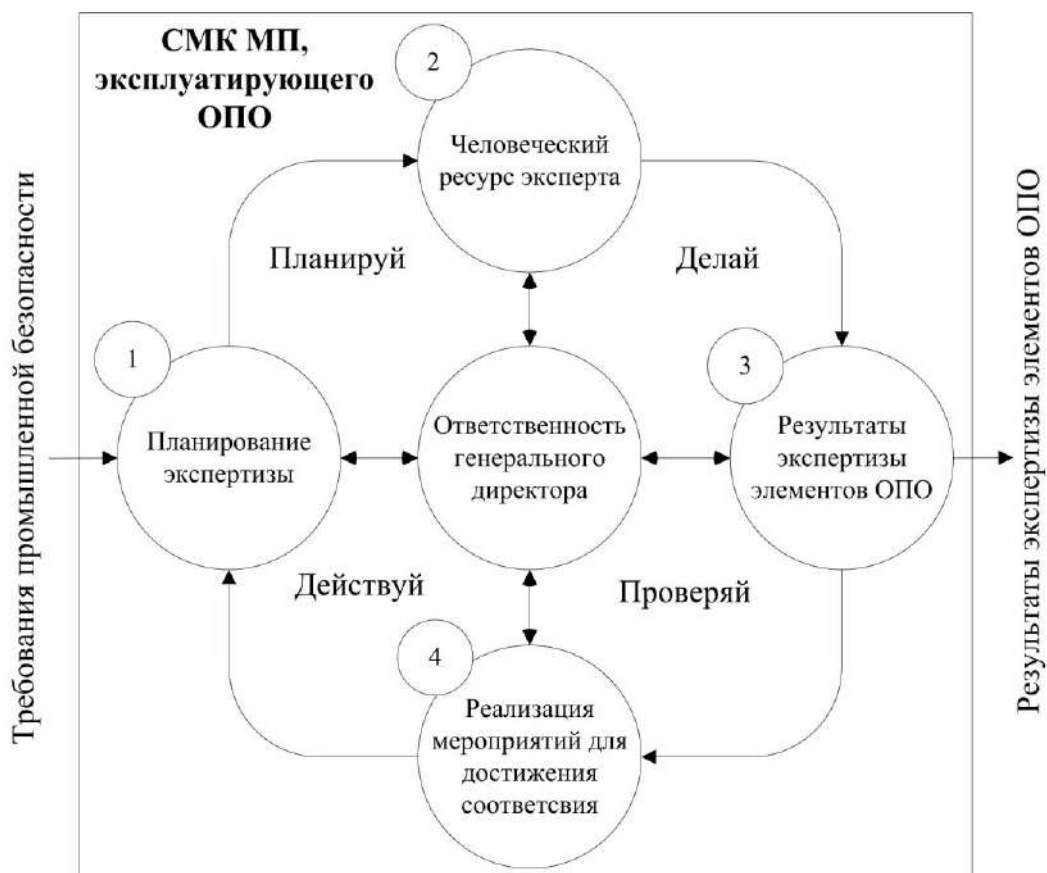 СМК МП,
эксплуатирующего
ОПО
2
Человеческий
ресурс эксперта
Планируй
Делай
1
Планирование
экспертизы
Ответственность
генерального
директора
3
Результаты
экспертизы
элементов ОПО
Действуй
Проверяй
4
Реализация
мероприятий для
достижения
соответсвия
Требования промышленной безопасности
Результаты экспертизы элементов ОПО